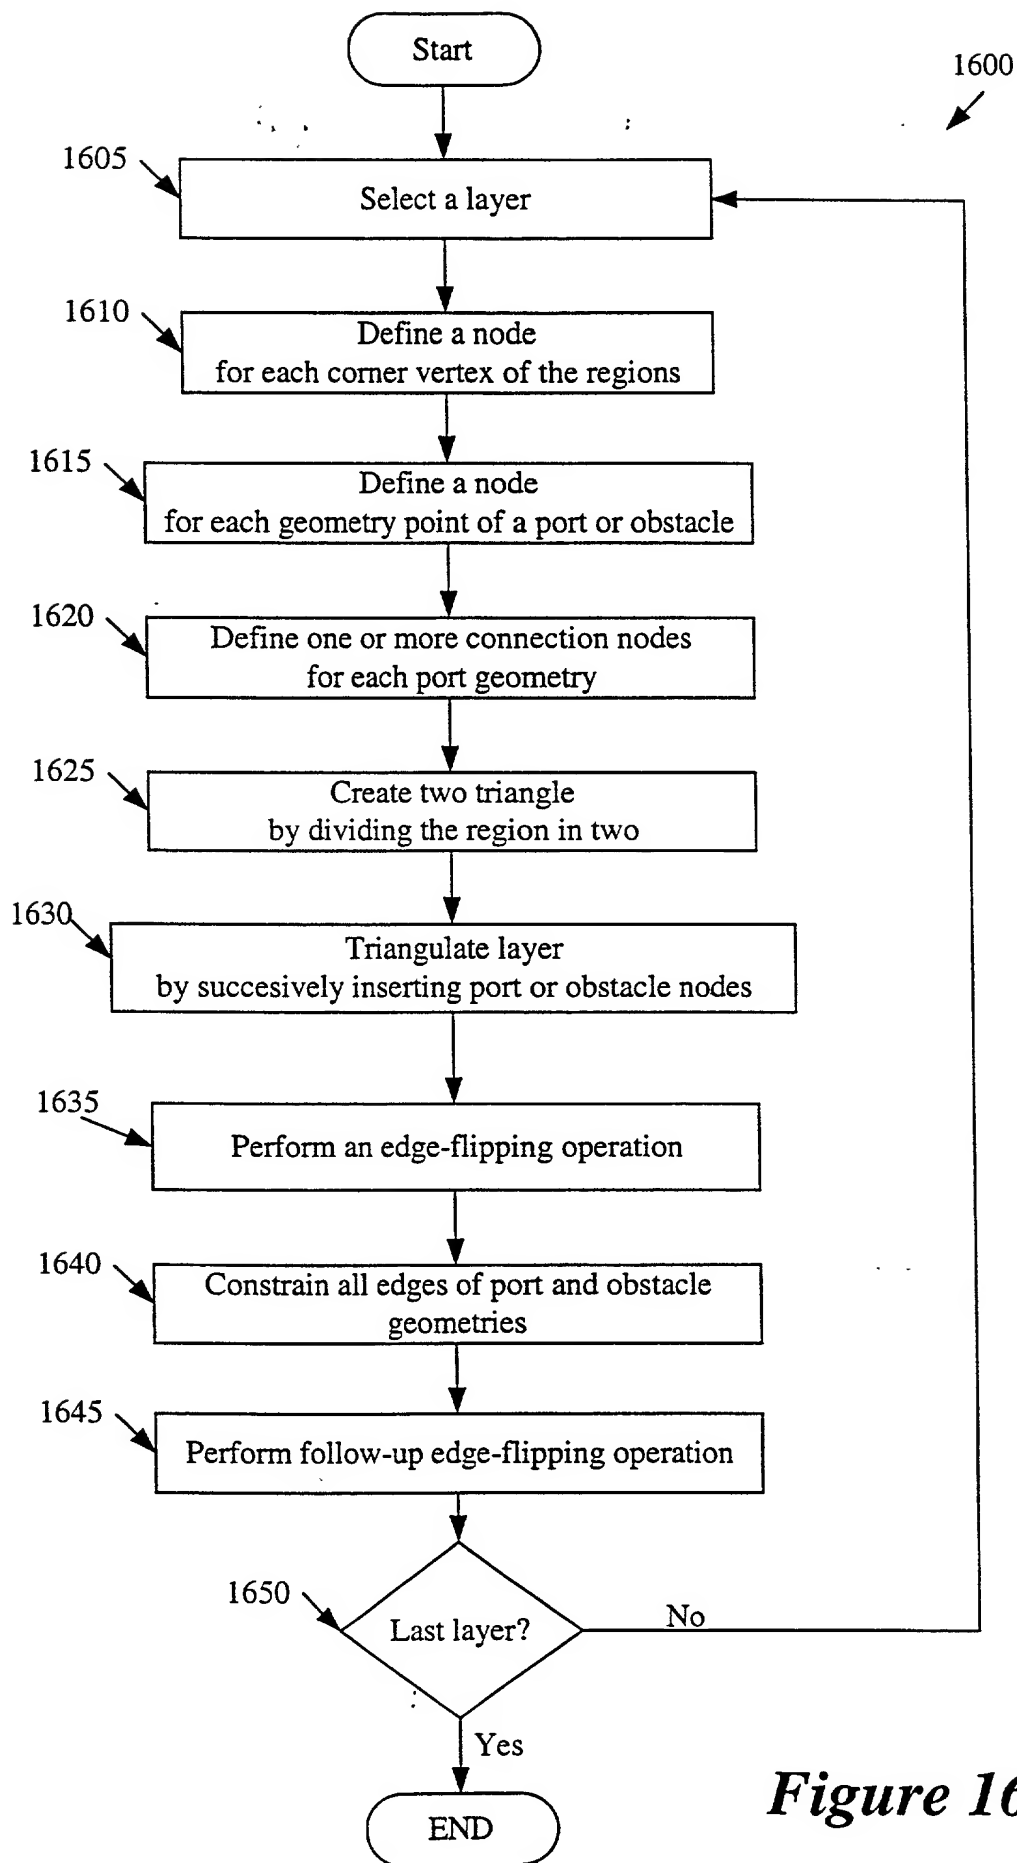 Start
1600
1605
Select a layer
1610
Define a node
for each corner vertex of the regions
1615
Define a node
for each geometry point of a port or obstacle
1620
Define one or more connection nodes
for each port geometry
1625
Create two triangle
by dividing the region in two
1630
Triangulate layer
by succesively inserting port or obstacle nodes
1635
Perform an edge-flipping operation
1640
Constrain all edges of port and obstacle
geometries
1645
Perform follow-up edge-flipping operation
1650
Last layer?
No
Yes
END
Figure 16